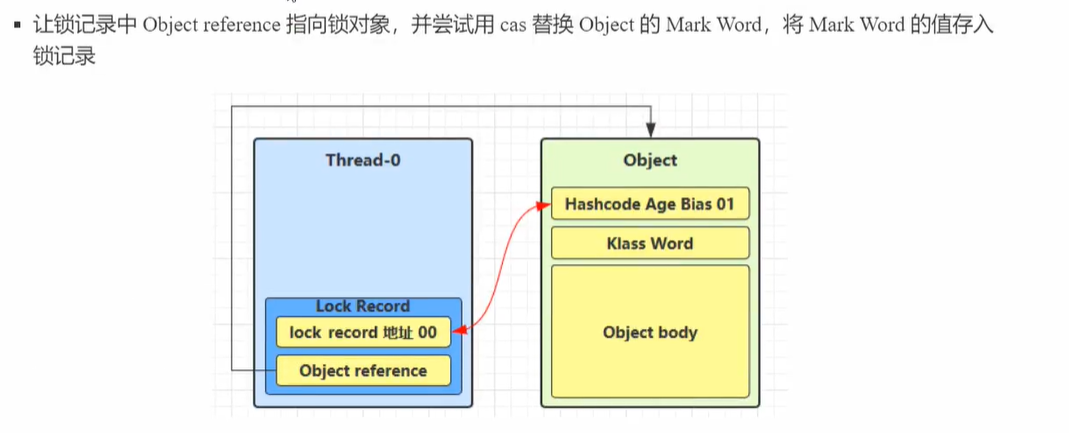 让锁记录中 Object reference 指向锁对象，并尝试用 cas 替换 Object 的 Mark Word，将 Mark Word 的值存入
锁记录
Thread-0
Object
Hashcode Age Bias 01
Klass Word
Lock Record
lock record 地址 00
Object body
Object reference